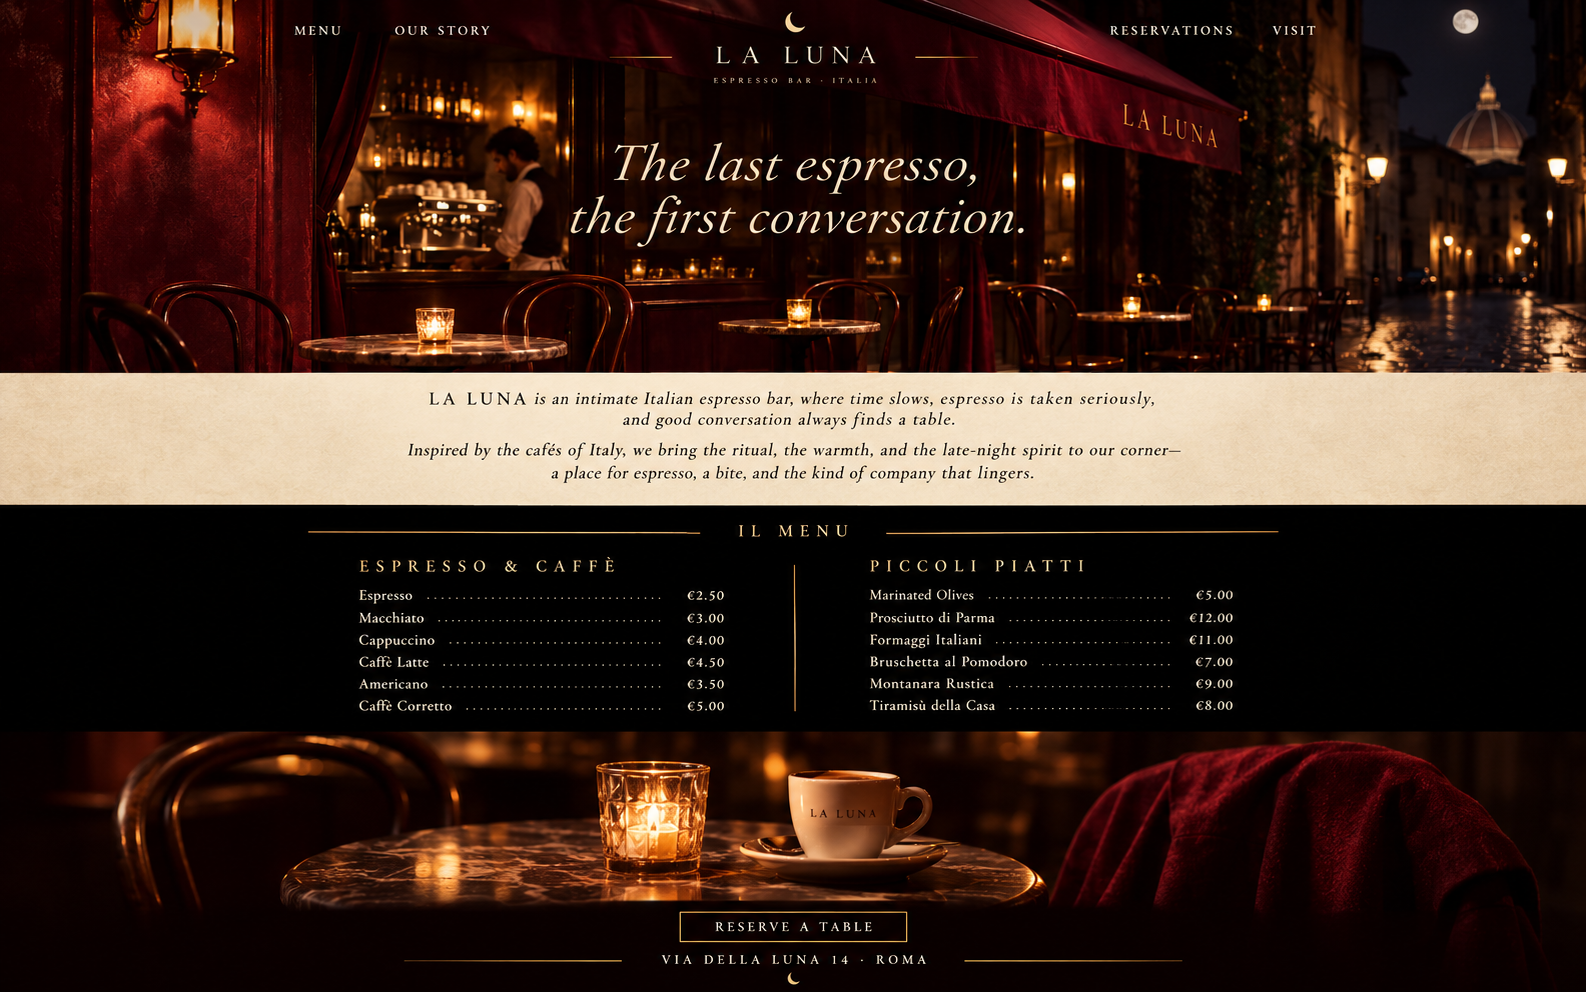 MENU
OUR STORY
LA LUNA
ESPRESSO BAR · ITALIA
RESERVATIONS
VISIT
LA LUNA
The last espresso,
the first conversation.
LA LUNA is an intimate Italian espresso bar, where time slows, espresso is taken seriously,
and good conversation always finds a table.
Inspired by the cafés of Italy, we bring the ritual, the warmth, and the late-night spirit to our corner—
a place for espresso, a bite, and the kind of company that lingers.
IL MENU
ESPRESSO & CAFFÈ
Espresso €2.50
Macchiato €3.00
Cappuccino €4.00
Caffè Latte €4.50
Americano €3.50
Caffè Corretto €5.00
PICCOLI PIATTI
Marinated Olives €5.00
Prosciutto di Parma €12.00
Formaggi Italiani €11.00
Bruschetta al Pomodoro €7.00
Montanara Rustica €9.00
Tiramisù della Casa €8.00
LA LUNA
RESERVE A TABLE
VIA DELLA LUNA 14 · ROMA